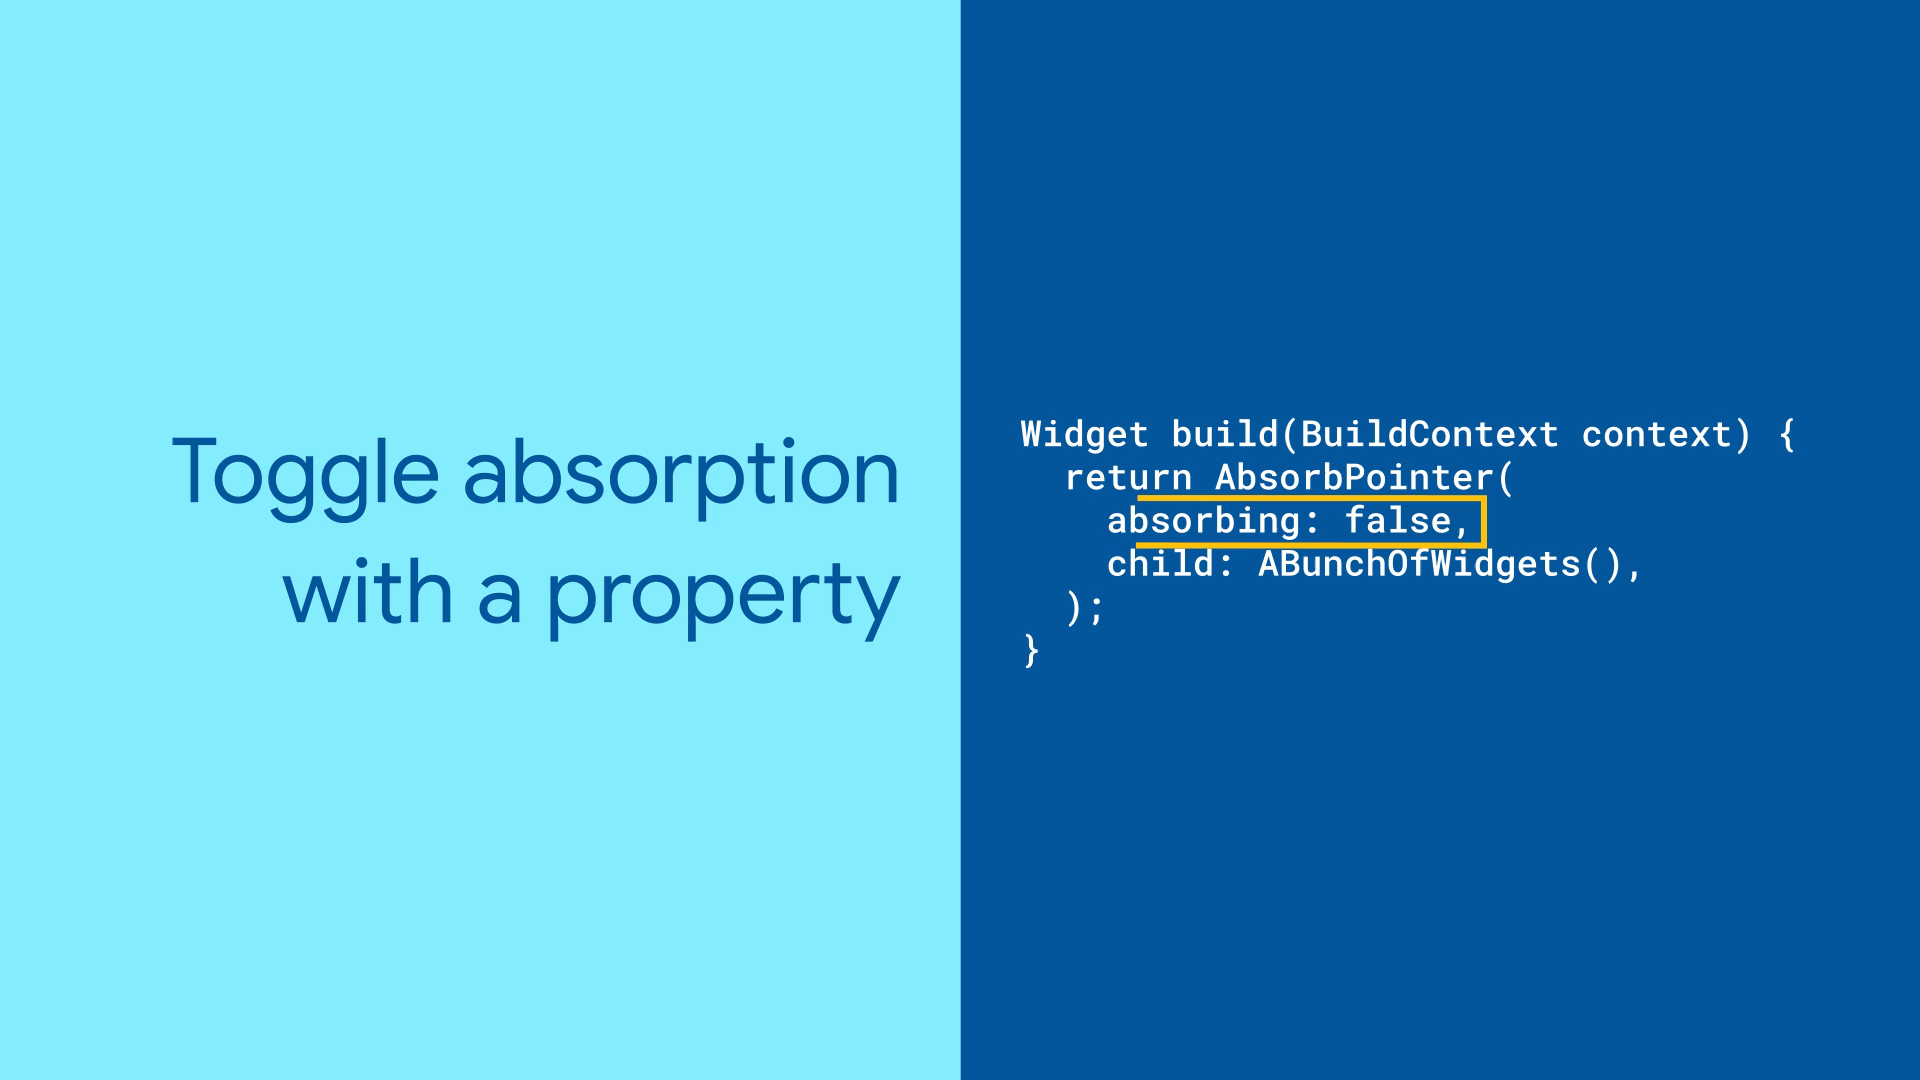 Toggle absorption
with a property
Widget build(BuildContext context) {
  return AbsorbPointer(
    absorbing: false,
    child: ABunchOfWidgets(),
  );
}